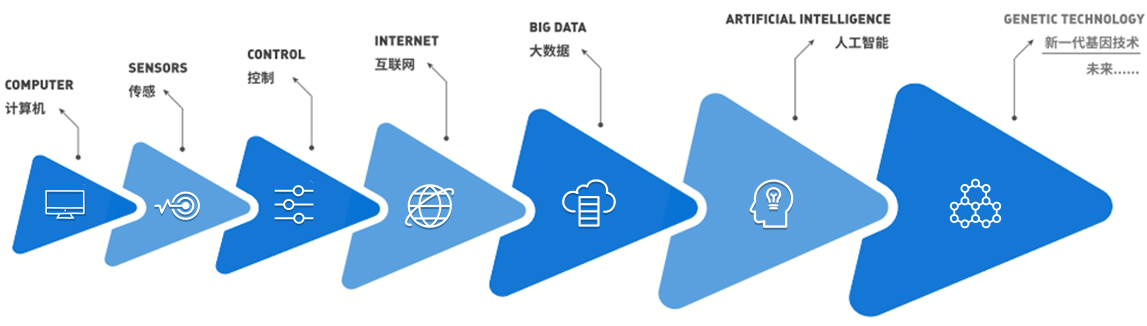 COMPUTER
计算机
SENSORS
传感
CONTROL
控制
INTERNET
互联网
BIG DATA
大数据
ARTIFICIAL INTELLIGENCE
人工智能
GENETIC TECHNOLOGY
新一代基因技术
未来......